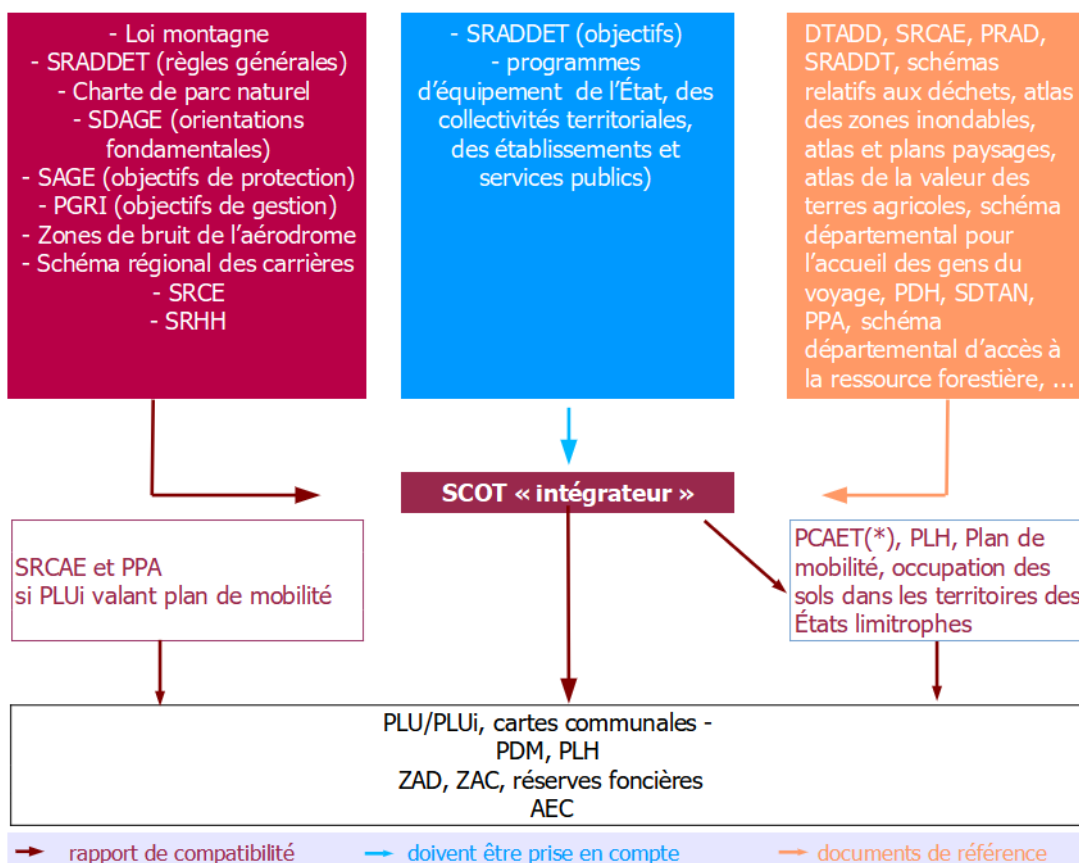 - Loi montagne
- SRADDET (règles générales)
- Charte de parc naturel
- SDAGE (orientations
fondamentales)
- SAGE (objectifs de protection)
- PGRI (objectifs de gestion)
- Zones de bruit de l'aérodrome
- Schéma régional des carrières
- SRCE
- SRHH
- SRADDET (objectifs)
- programmes
d'équipement de l'État, des
collectivités territoriales,
des établissements et
services publics)
DTADD, SRCAE, PRAD,
SRADDT, schémas
relatifs aux déchets, atlas
des zones inondables,
atlas et plans paysages,
atlas de la valeur des
terres agricoles, schéma
départemental pour
l'accueil des gens du
voyage, PDH, SDTAN,
PPA, schéma
départemental d'accès à
la ressource forestière, ...
SCOT « intégrateur »
SRCAE et PPA
si PLUi valant plan de mobilité
PCAET(*), PLH, Plan de
mobilité, occupation des
sols dans les territoires des
États limitrophes
PLU/PLUi, cartes communales -
PDM, PLH
ZAD, ZAC, réserves foncières
AEC
rapport de compatibilité
doivent être prise en compte
documents de référence